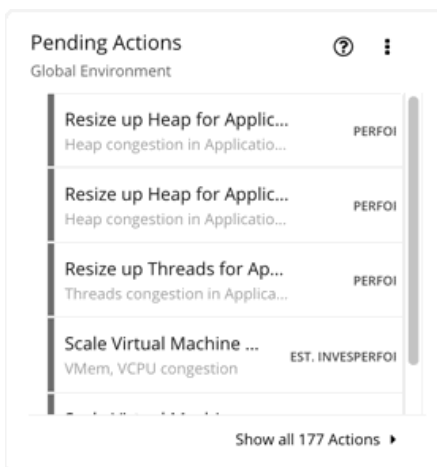 Pending Actions
Global Environment
Resize up Heap for Applic...
Heap congestion in Applicatio...
PERFOI
Resize up Heap for Applic...
Heap congestion in Applicatio...
PERFOI
Resize up Threads for Ap...
Threads congestion in Applica...
PERFOI
Scale Virtual Machine ...
VMem, VCPU congestion
EST. INVESPERFOI
Show all 177 Actions